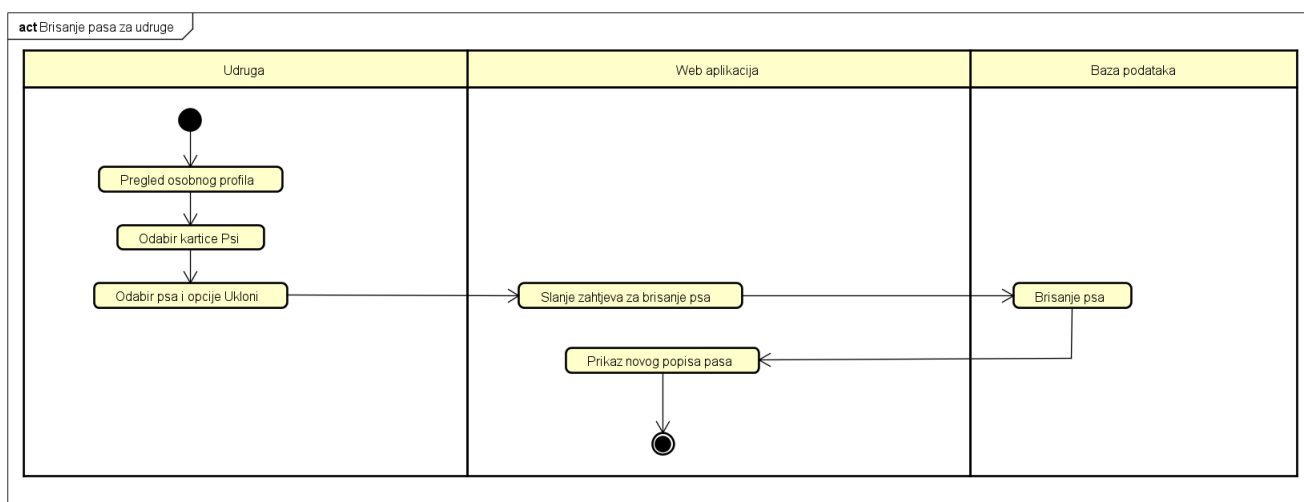 act Brisanje pasa za udruge
Udruga
Web aplikacija
Baza podataka
Pregled osobnog profila
Odabir kartice Psi
Odabir psa i opcije Ukloni
Slanje zahtjeva za brisanje psa
Brisanje psa
Prikaz novog popisa pasa